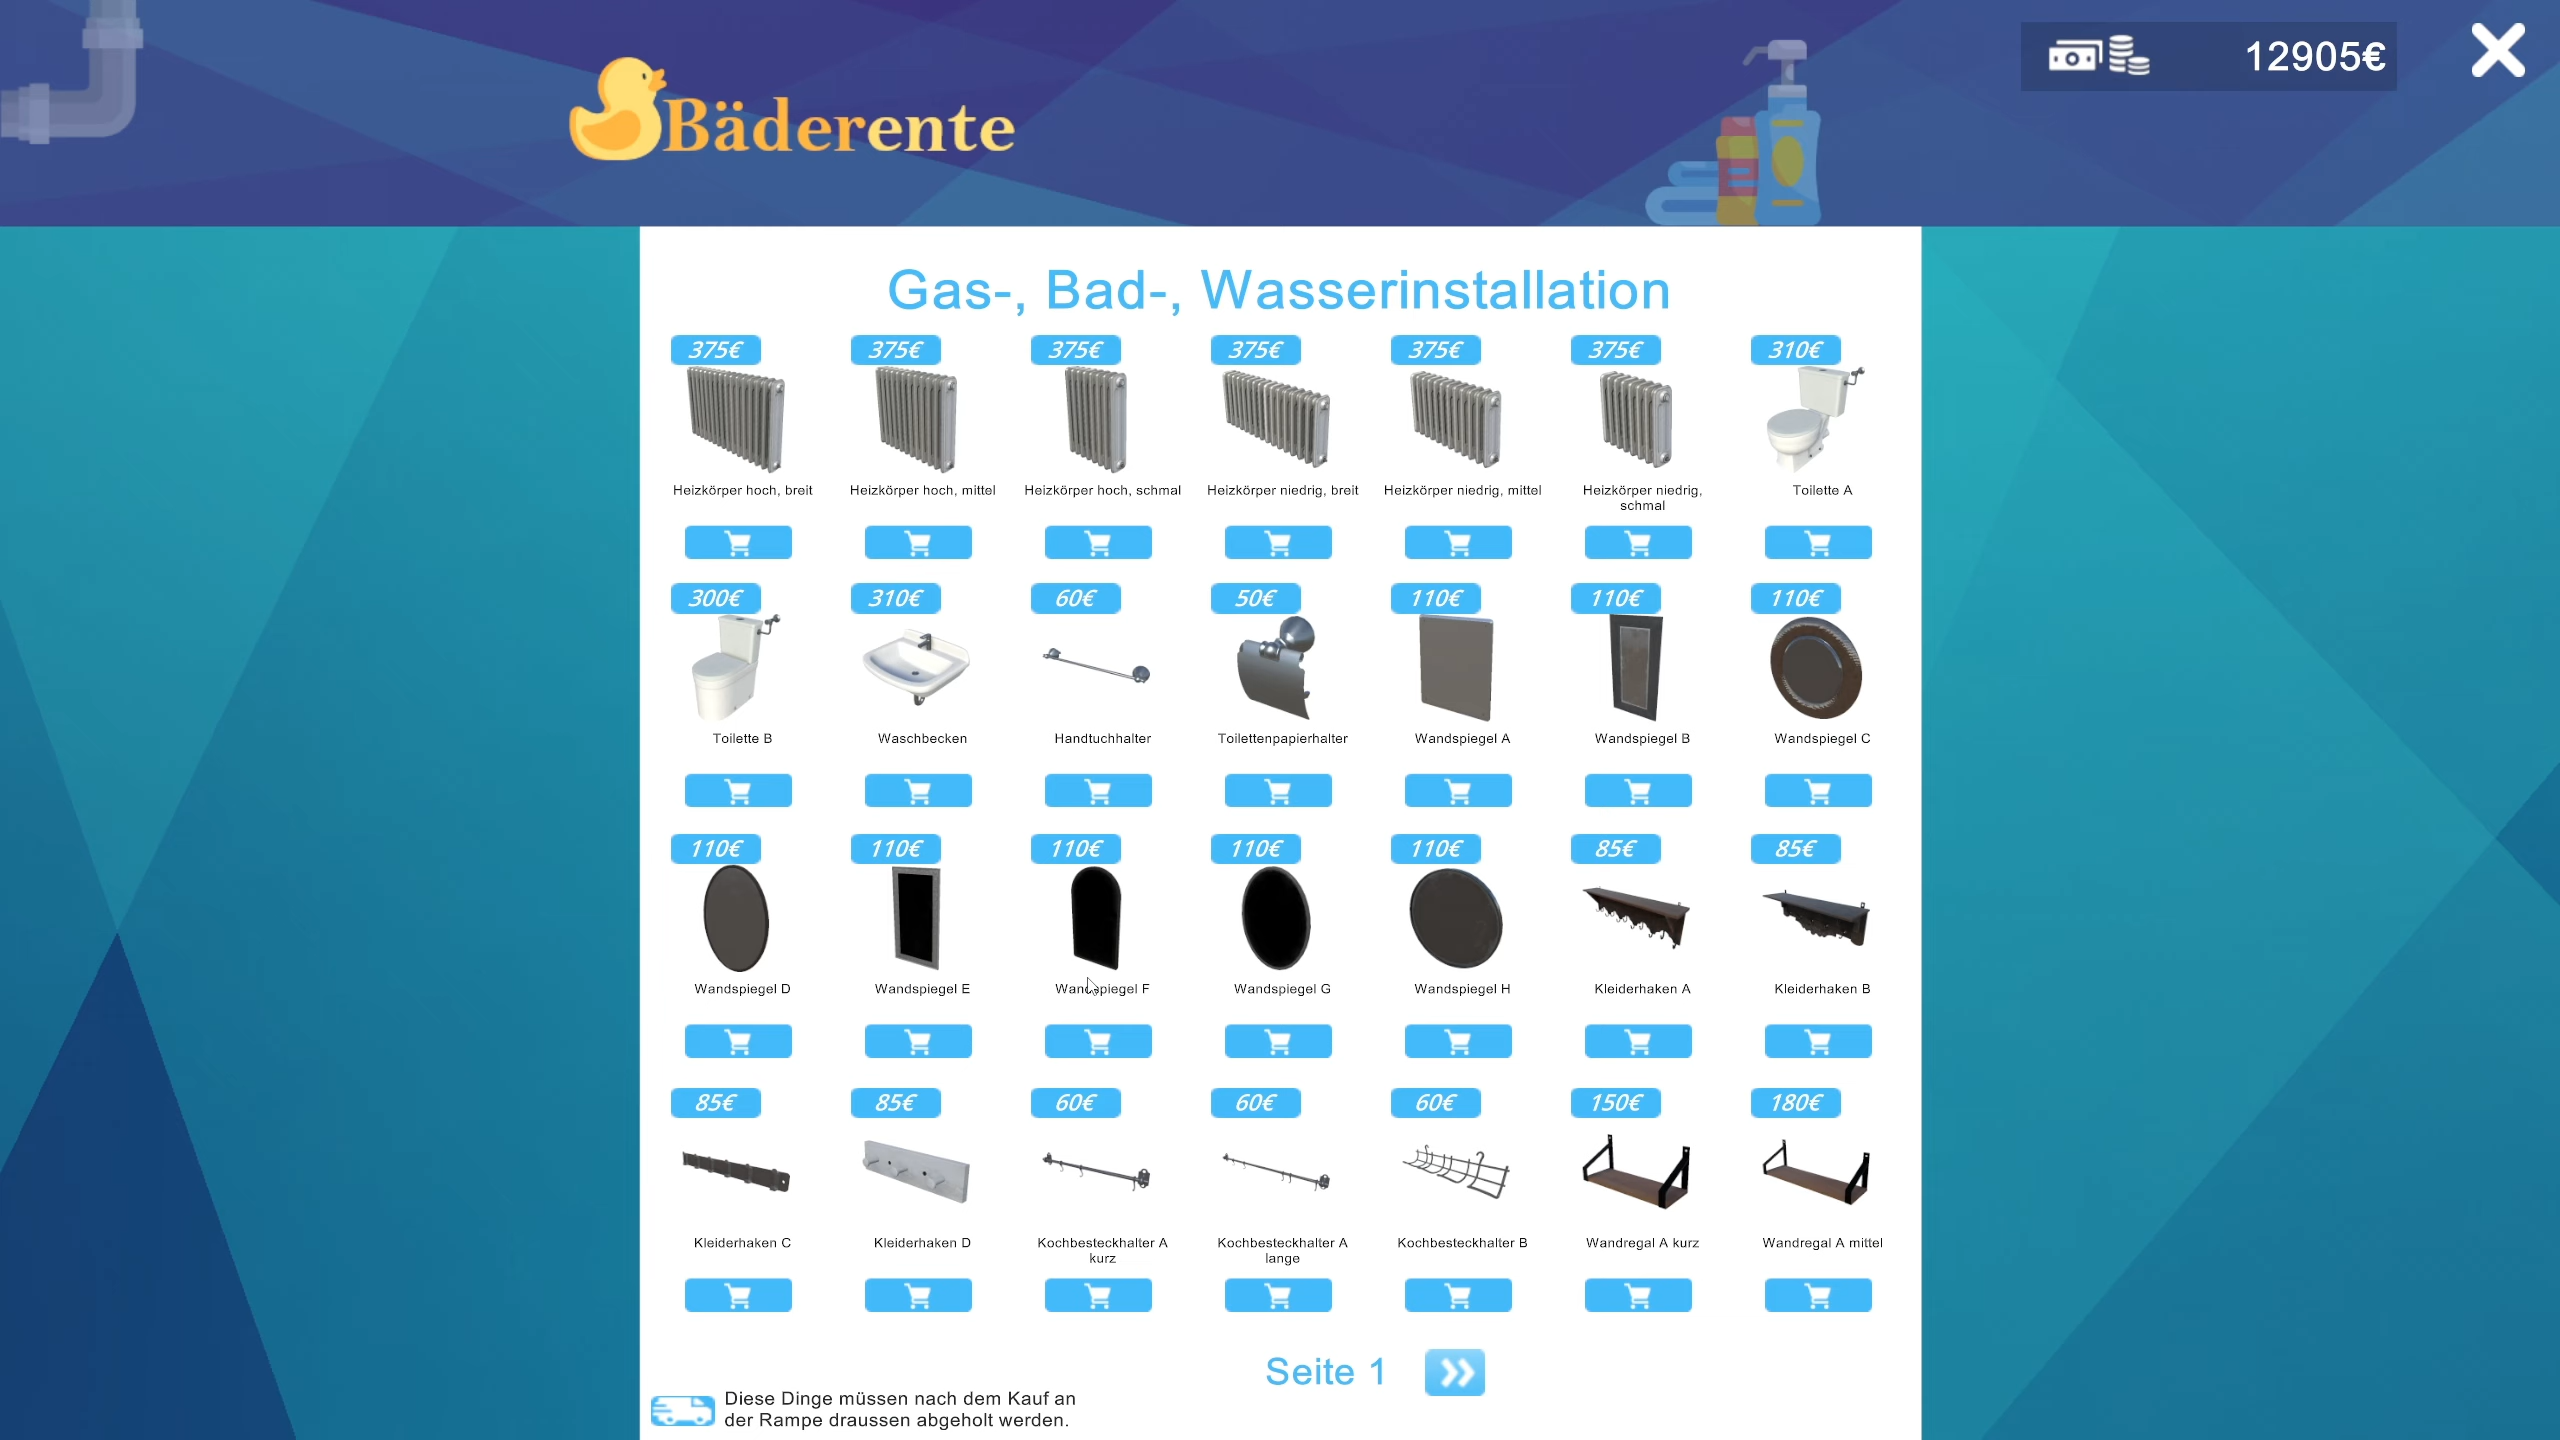 12905€
Bäderente
Gas-, Bad-, Wasserinstallation
375€ 375€ 375€ 375€ 375€ 375€ 310€
Heizkörper hoch, breit Heizkörper hoch, mittel Heizkörper hoch, schmal Heizkörper niedrig, breit Heizkörper niedrig, mittel Heizkörper niedrig, Toilette A
schmal
300€ 310€ 60€ 50€ 110€ 110€ 110€
Toilette B Waschbecken Handtuchhalter Toilettenpapierhalter Wandspiegel A Wandspiegel B Wandspiegel C
110€ 110€ 110€ 110€ 110€ 85€ 85€
Wandspiegel D Wandspiegel E Wandspiegel F Wandspiegel G Wandspiegel H Kleiderhaken A Kleiderhaken B
85€ 85€ 60€ 60€ 60€ 150€ 180€
Kleiderhaken C Kleiderhaken D Kochbesteckhalter A Kochbesteckhalter A Kochbesteckhalter B Wandregal A kurz Wandregal A mittel
kurz lange
Seite 1
Diese Dinge müssen nach dem Kauf an
der Rampe draussen abgeholt werden.